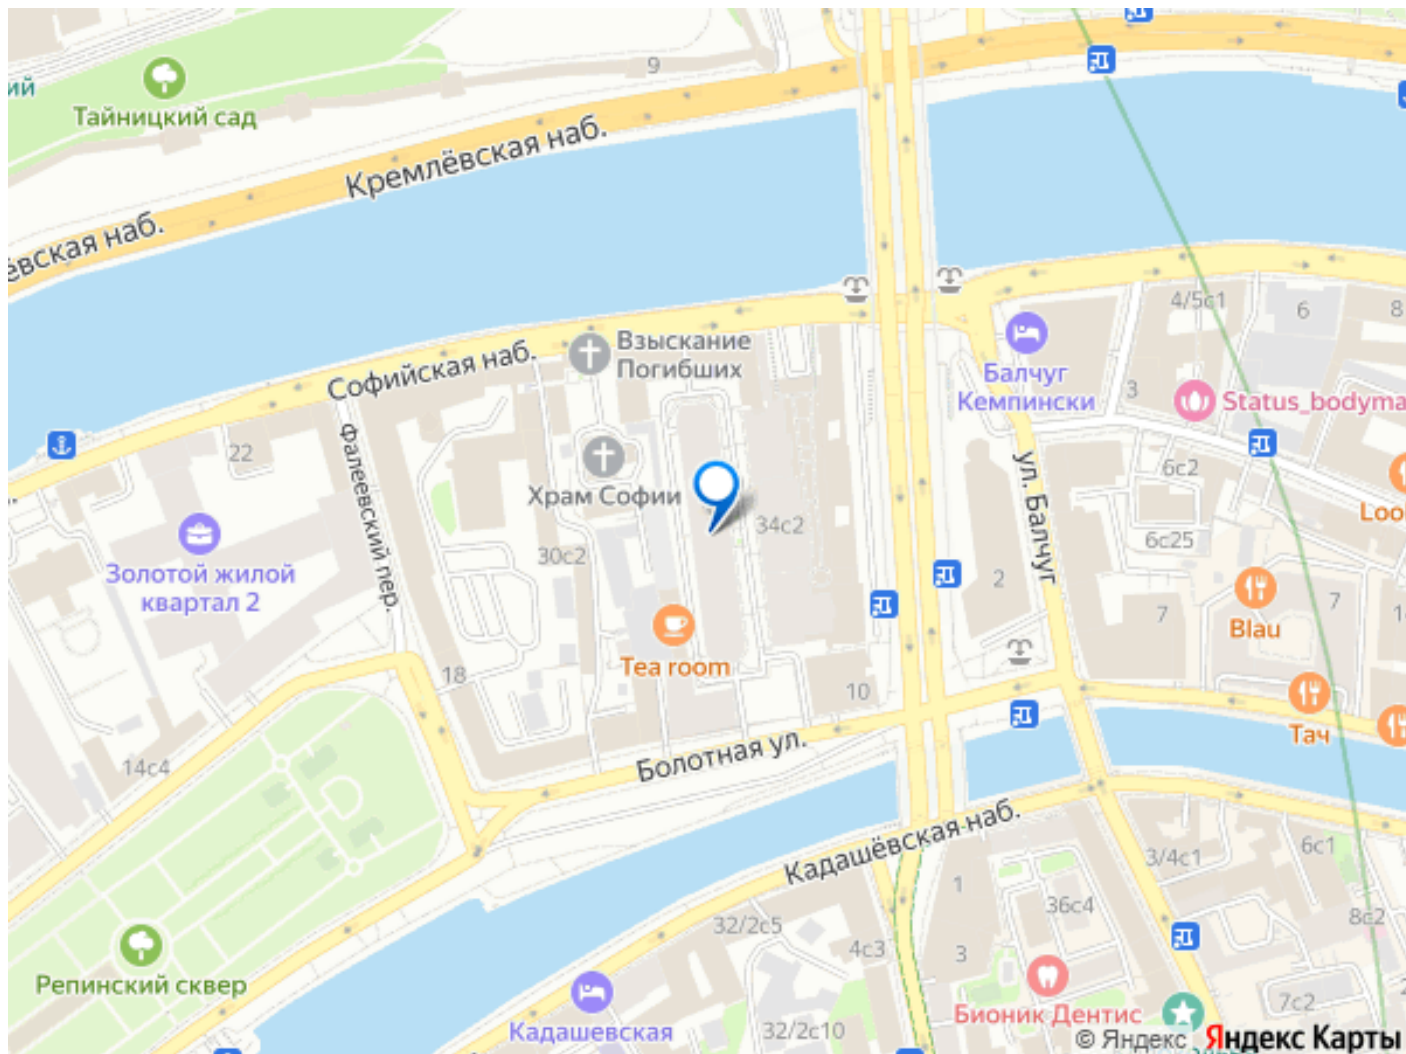 9
ий
Тайницкий сад
Кремлёвская наб.
ёвская наб.
4/5с1
6
8
Взыскание
Погибших
Софийская наб.
Балчуг
Кемпински
3
Status_bodyma
22
Фалеевский пер.
Храм Софии
ул. Балчуг
6с2
Loo
34с2
6с25
30с2
Золотой жилой
квартал 2
2
7
7
Blau
Tea room
18
10
Тач
Болотная ул.
14с4
Кадашёвская наб.
3/4с1
6с1
1
36с4
8с2
32/2с5
4с3
3
Репинский сквер
7с2
Бионик Дентис
Кадашевская
32/2с10
© Яндекс Яндекс Карты